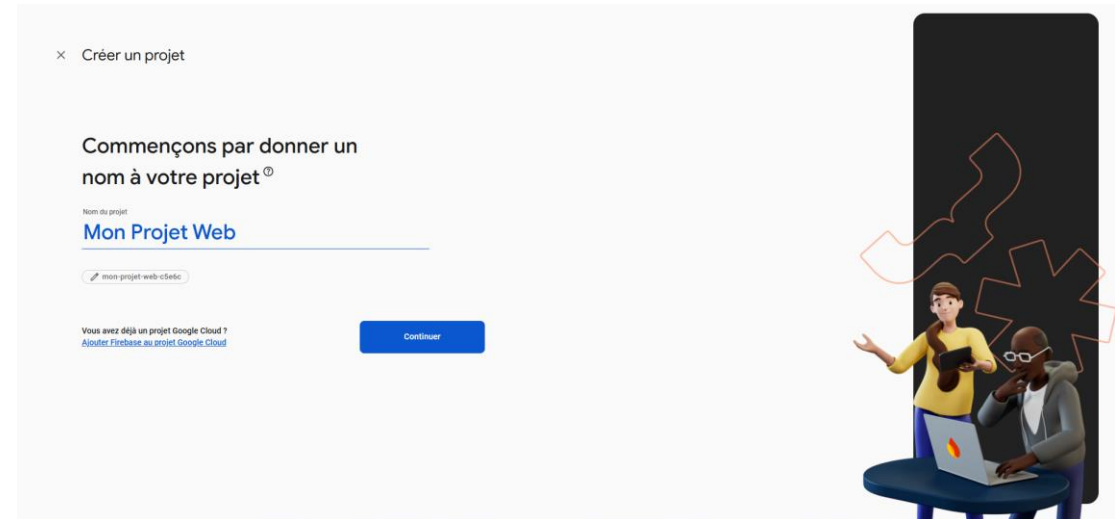 × Créer un projet
Commençons par donner un
nom à votre projet
Nom du projet
Mon Projet Web
mon-projet-web-c5e6c
Vous avez déjà un projet Google Cloud ?
Ajouter Firebase au projet Google Cloud
Continuer